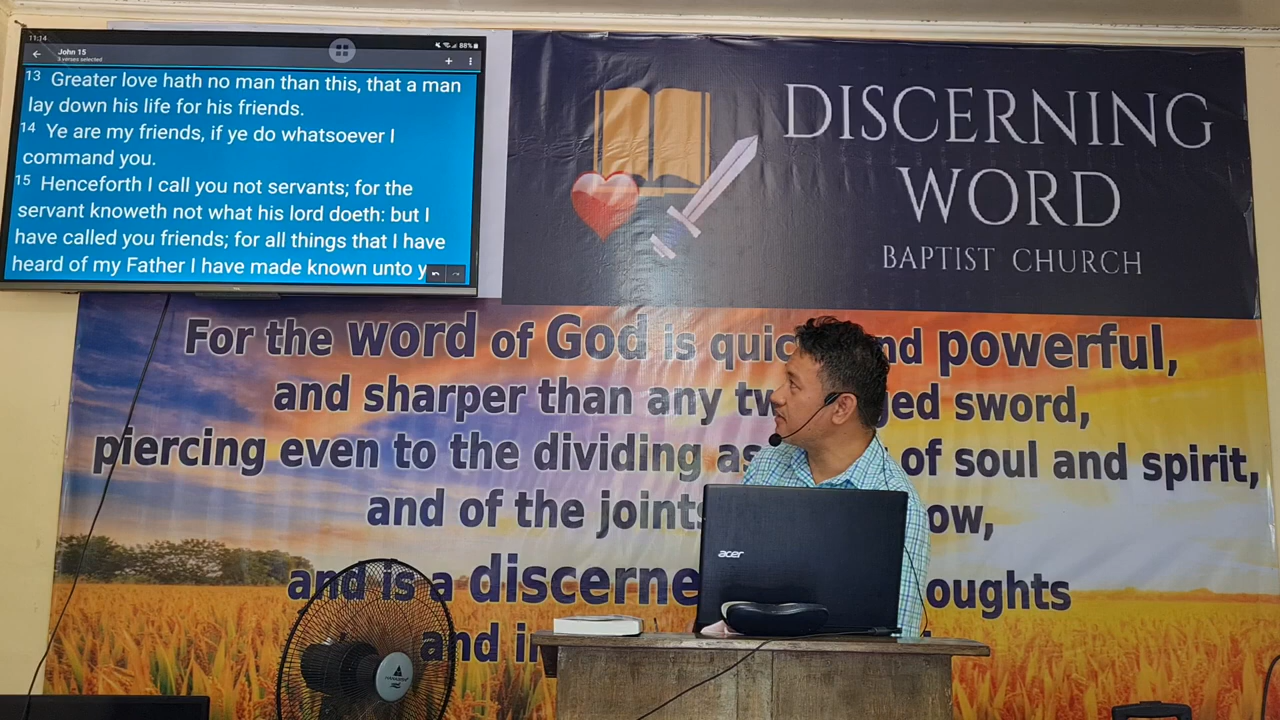 11:14
88%
John 15
3 verses selected
13 Greater love hath no man than this, that a man
lay down his life for his friends.
14 Ye are my friends, if ye do whatsoever I
command you.
15 Henceforth I call you not servants; for the
servant knoweth not what his lord doeth: but I
have called you friends; for all things that I have
heard of my Father I have made known unto y
DISCERNING
WORD
BAPTIST CHURCH
For the word of God is quic nd powerful,
and sharper than any tw ged sword,
piercing even to the dividing as of soul and spirit,
and of the joints ow,
and is a discerne oughts
and in
acer